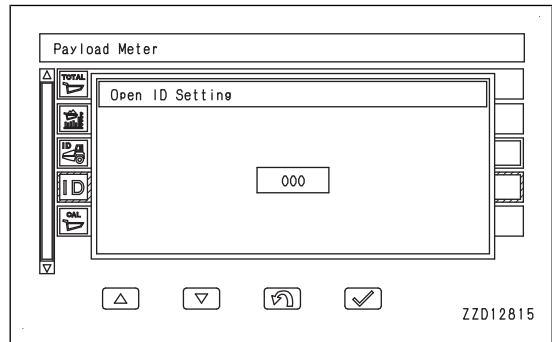 Payload Meter
TOTAL
Open ID Setting
ID
ID
000
CAL
ZZD12815